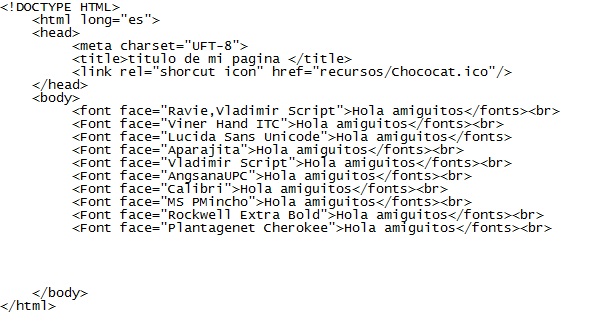 <!DOCTYPE HTML>
<html long="es">
<head>
<meta charset="UFT-8">
<title>titulo de mi pagina </title>
<link rel="shorcut icon" href="recursos/Chococat.ico"/>
</head>
<body>
<font face="Ravie,Vladimir Script">Hola amiguitos</fonts><br>
<Font face="Viner Hand ITC">Hola amiguitos</fonts><br>
<Font face="Lucida Sans Unicode">Hola amiguitos</fonts>
<Font face="Aparajita">Hola amiguitos</fonts><br>
<Font face="Vladimir Script">Hola amiguitos</fonts><br>
<Font face="AngsanaUPC">Hola amiguitos</fonts><br>
<Font face="Calibri">Hola amiguitos</fonts><br>
<Font face="MS PMincho">Hola amiguitos</fonts><br>
<Font face="Rockwell Extra Bold">Hola amiguitos</fonts><br>
<Font face="Plantagenet Cherokee">Hola amiguitos</fonts><br>
</body>
</html>